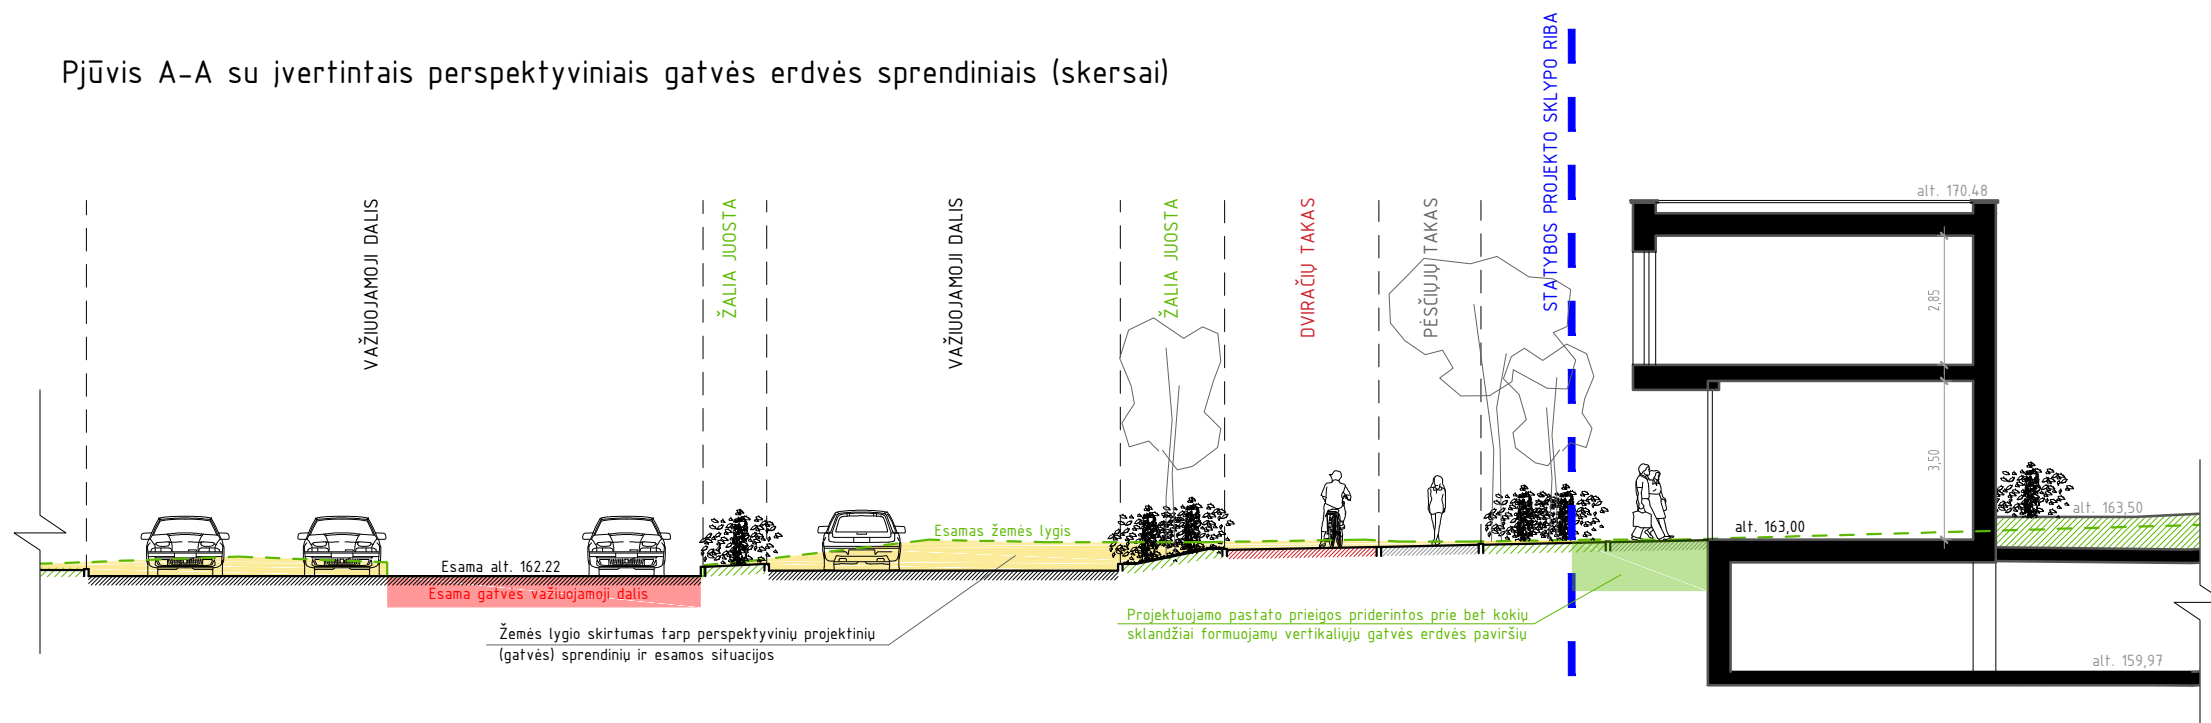 Pjūvis A-A su įvertintais perspektyviniais gatvės erdvės sprendiniais (skersai)
VAŽIUOJAMOJI DALIS
ŽALIA JUOSTA
VAŽIUOJAMOJI DALIS
ŽALIA JUOSTA
DVIRAČIŲ TAKAS
PĖSČIŲJŲ TAKAS
STATYBOS PROJEKTO SKLYPO RIBA
alt. 170.48
2,85
3,50
alt. 163,50
alt. 163,00
Esamas žemės lygis
Esama alt. 162.22
Esama gatvės važiuojamoji dalis
Žemės lygio skirtumas tarp perspektyvinių projektinių
(gatvės) sprendinių ir esamos situacijos
Projektuojamo pastato prieigos priderintos prie bet kokių
sklandžiai formuojamų vertikaliųjų gatvės erdvės paviršių
alt. 159,97